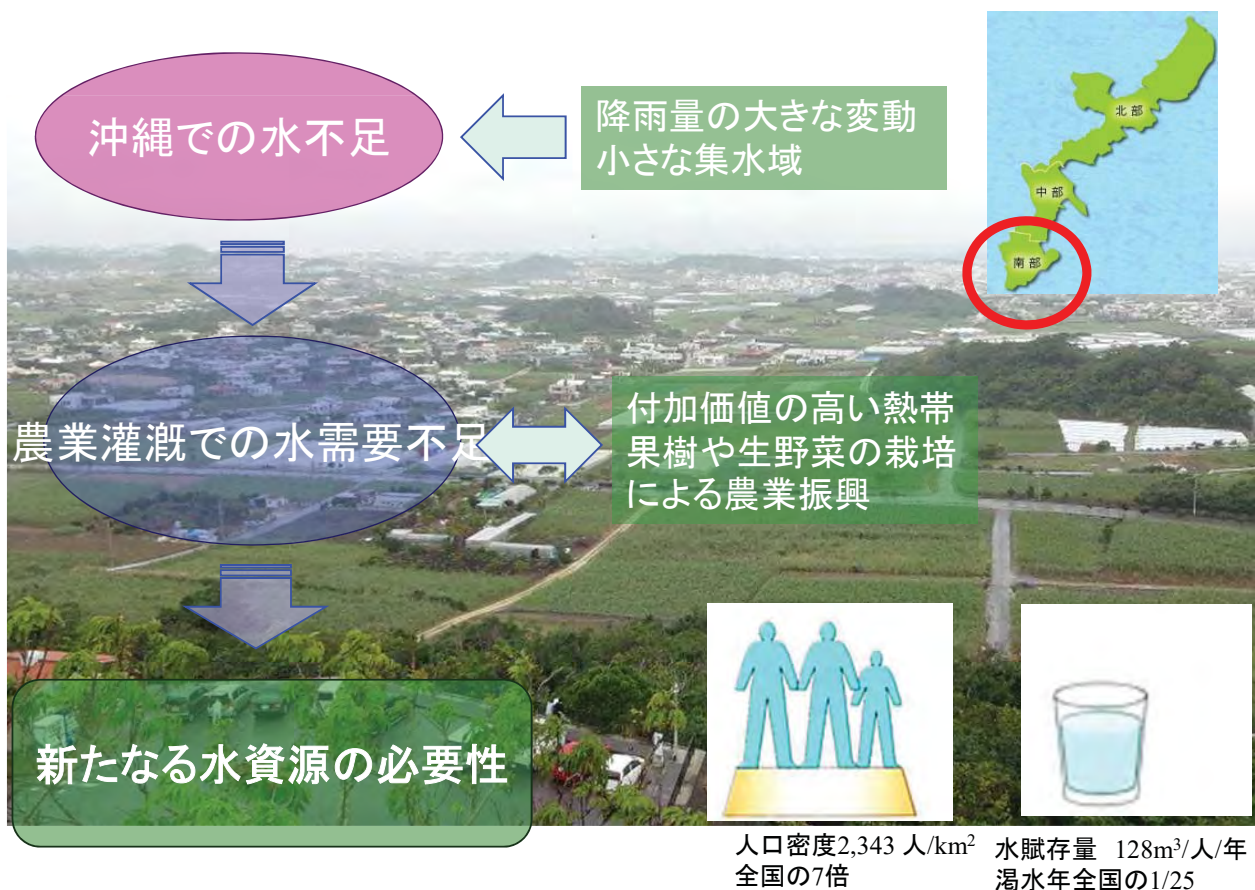 沖縄での水不足
降雨量の大きな変動
小さな集水域
北部
中部
南部
農業灌漑での水需要不足
付加価値の高い熱帯
果樹や生野菜の栽培
による農業振興
新たなる水資源の必要性
人口密度2,343 人/km²
全国の7倍
水賦存量 128m³/人/年
渇水年全国の1/25